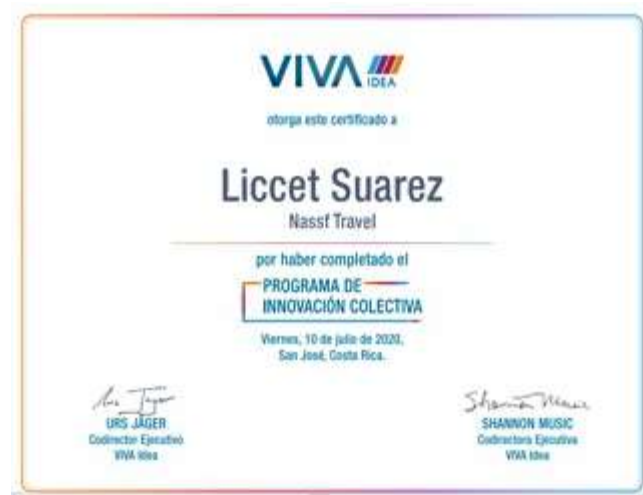 VIVA
IDEA
otorga este certificado a
Liccet Suarez
Nassf Travel
por haber completado el
PROGRAMA DE
INNOVACIÓN COLECTIVA
Viernes, 10 de julio de 2020,
San José, Costa Rica.
URS JÄGER
Codirector Ejecutivo
VIVA Idea
Shannon Music
SHANNON MUSIC
Codirectora Ejecutiva
VIVA Idea